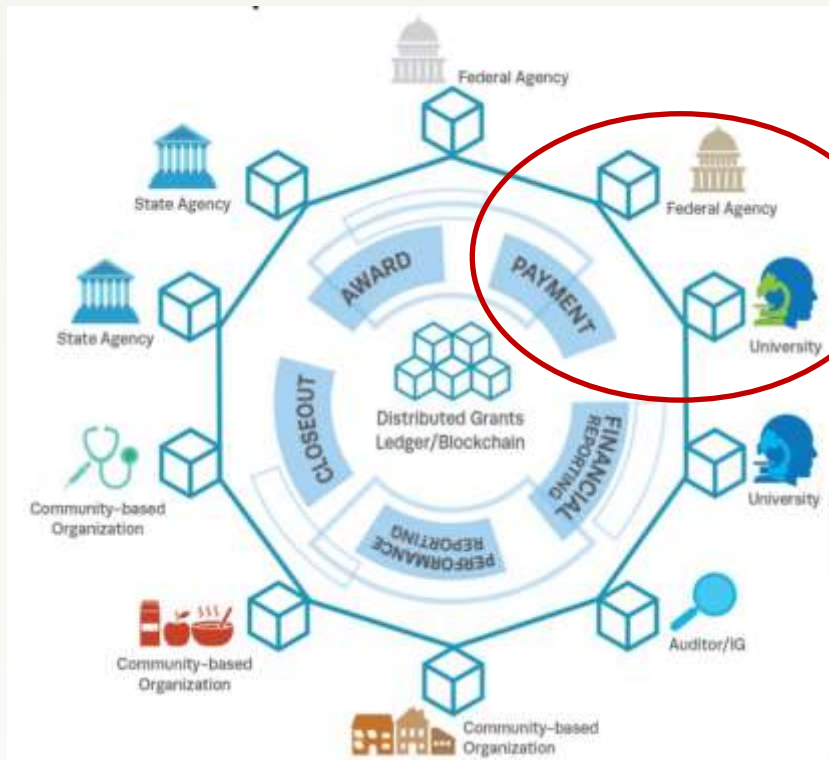 Federal Agency
Federal Agency
State Agency
AWARD
PAYMENT
State Agency
University
Distributed Grants
Ledger/Blockchain
CLOSEOUT
FINANCIAL
REPORTING
Community-based
Organization
University
PERFORMANCE
REPORTING
Auditor/IG
Community-based
Organization
Community-based
Organization